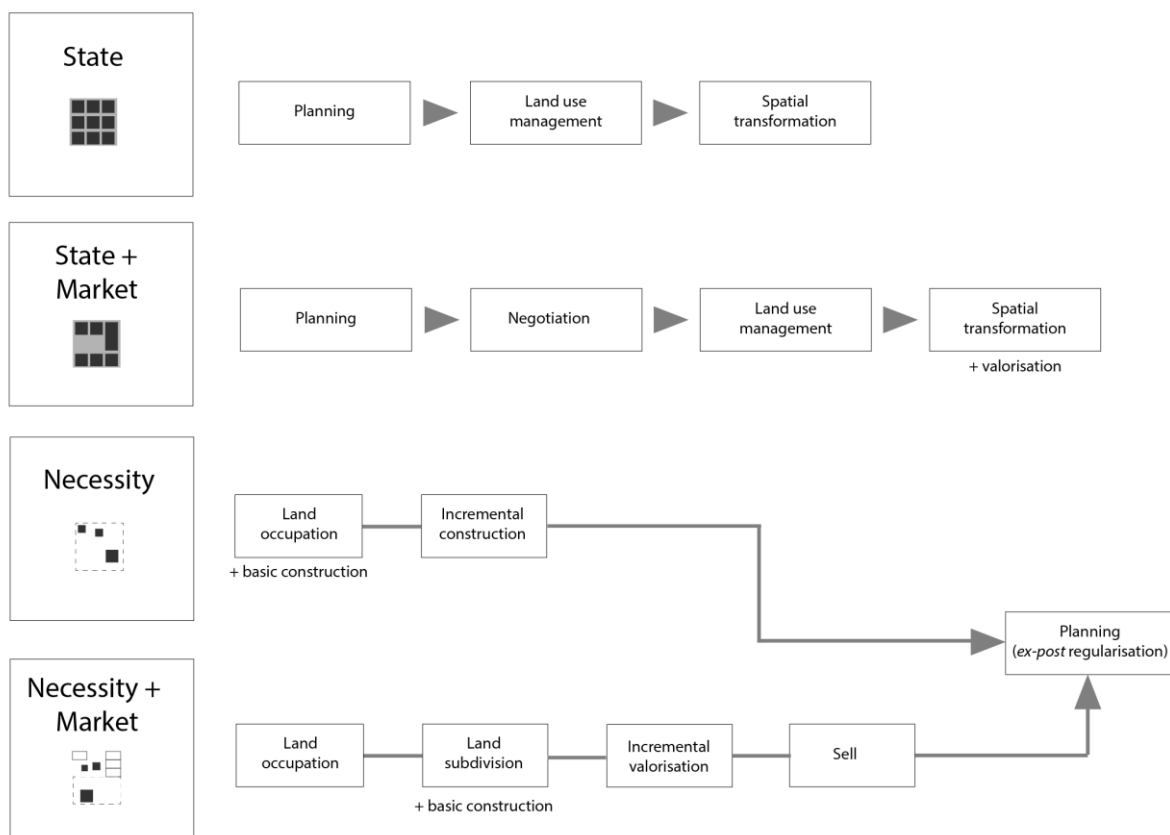 State
Planning
Land use
management
Spatial
transformation
State +
Market
Planning
Negotiation
Land use
management
Spatial
transformation
+ valorisation
Necessity
Land
occupation
+ basic construction
Incremental
construction
Planning
(ex-post regularisation)
Necessity +
Market
Land
occupation
Land
subdivision
+ basic construction
Incremental
valorisation
Sell